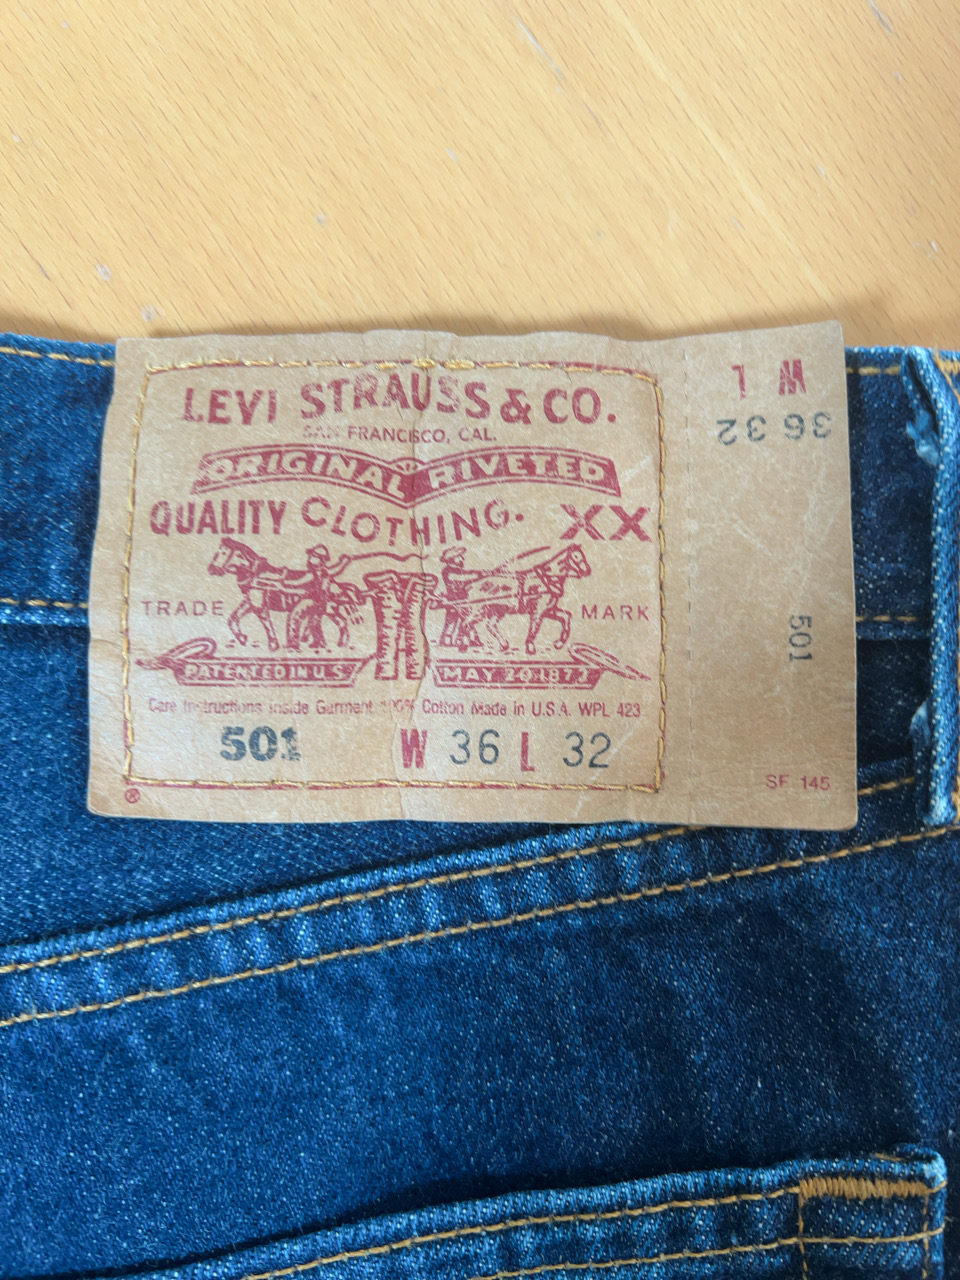 LEVI STRAUSS & CO.
SAN FRANCISCO, CAL.
ORIGINAL RIVETED
QUALITY CLOTHING. XX
TRADE MARK
PATENTED IN U.S. MAY 20 1873
Care Instructions Inside Garment 100% Cotton Made in U.S.A. WPL 423
501 W 36 L 32
®
W L
36 32
501
SF 145